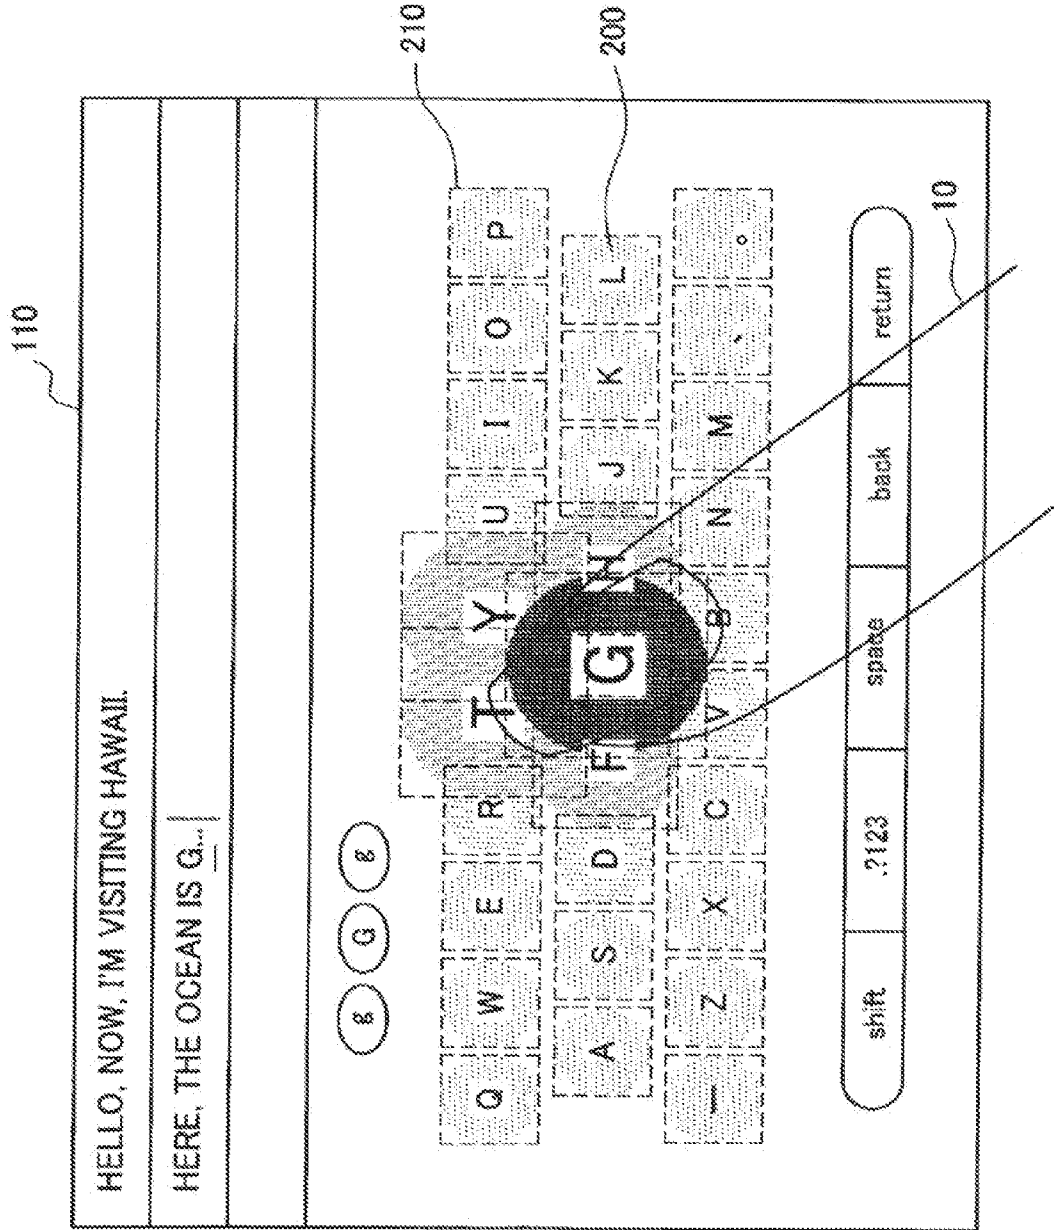 110
HELLO, NOW, I'M VISITING HAWAII.
HERE, THE OCEAN IS G...
g G g
210
Q W E R T Y U I O P
200
A S D F G H J K L
— Z X C V B N M 、 。
10
shift .?123 space back return